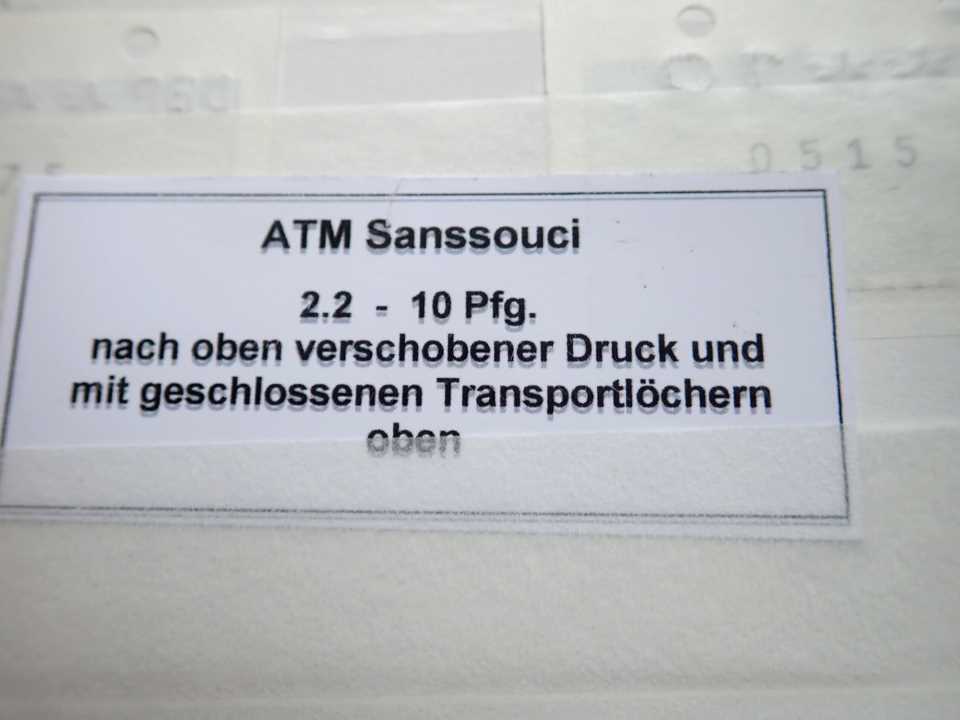 0515
ATM Sanssouci
2.2 - 10 Pfg.
nach oben verschobener Druck und
mit geschlossenen Transportlöchern
oben